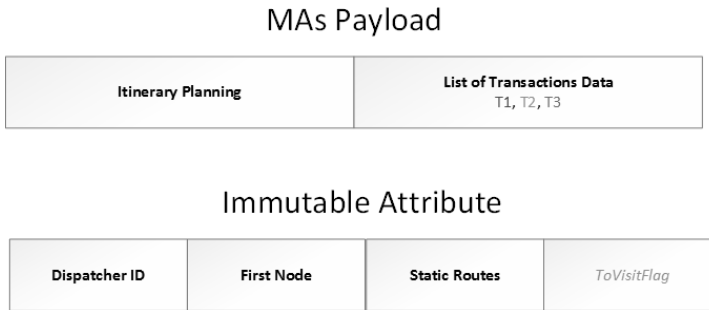 MAs Payload
Itinerary Planning
List of Transactions Data
T1, T2, T3
Immutable Attribute
Dispatcher ID
First Node
Static Routes
ToVisitFlag